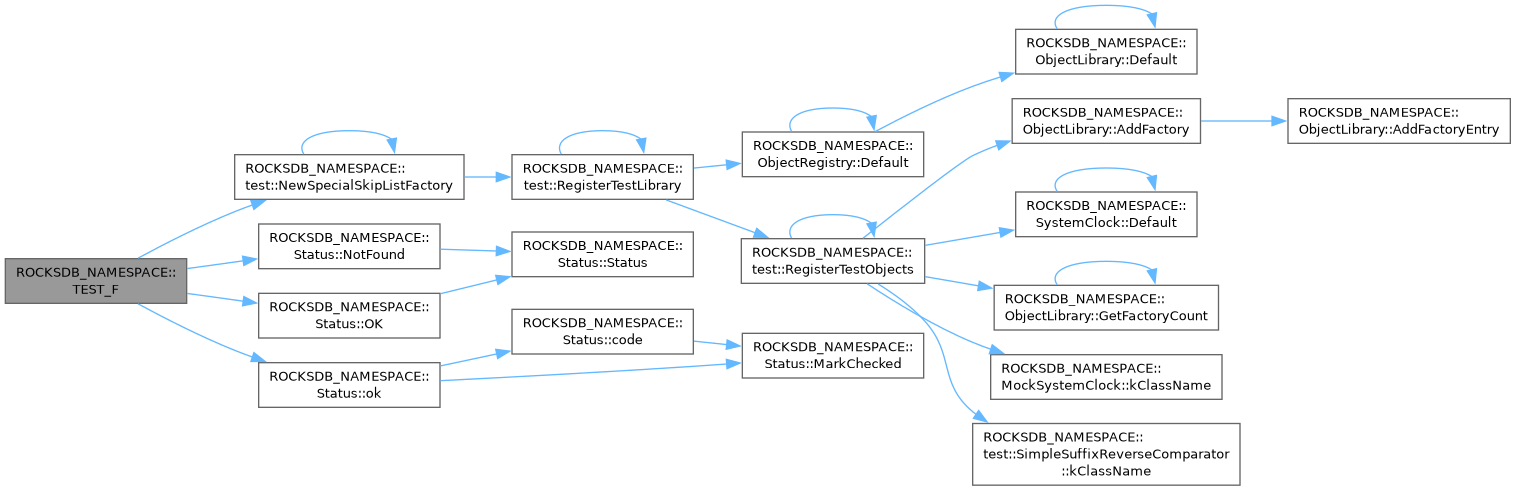 ROCKSDB_NAMESPACE::
TEST_F
ROCKSDB_NAMESPACE::
test::NewSpecialSkipListFactory
ROCKSDB_NAMESPACE::
Status::NotFound
ROCKSDB_NAMESPACE::
Status::OK
ROCKSDB_NAMESPACE::
Status::ok
ROCKSDB_NAMESPACE::
test::RegisterTestLibrary
ROCKSDB_NAMESPACE::
Status::Status
ROCKSDB_NAMESPACE::
Status::code
ROCKSDB_NAMESPACE::
ObjectRegistry::Default
ROCKSDB_NAMESPACE::
test::RegisterTestObjects
ROCKSDB_NAMESPACE::
Status::MarkChecked
ROCKSDB_NAMESPACE::
ObjectLibrary::Default
ROCKSDB_NAMESPACE::
ObjectLibrary::AddFactory
ROCKSDB_NAMESPACE::
SystemClock::Default
ROCKSDB_NAMESPACE::
ObjectLibrary::GetFactoryCount
ROCKSDB_NAMESPACE::
MockSystemClock::kClassName
ROCKSDB_NAMESPACE::
test::SimpleSuffixReverseComparator
::kClassName
ROCKSDB_NAMESPACE::
ObjectLibrary::AddFactoryEntry